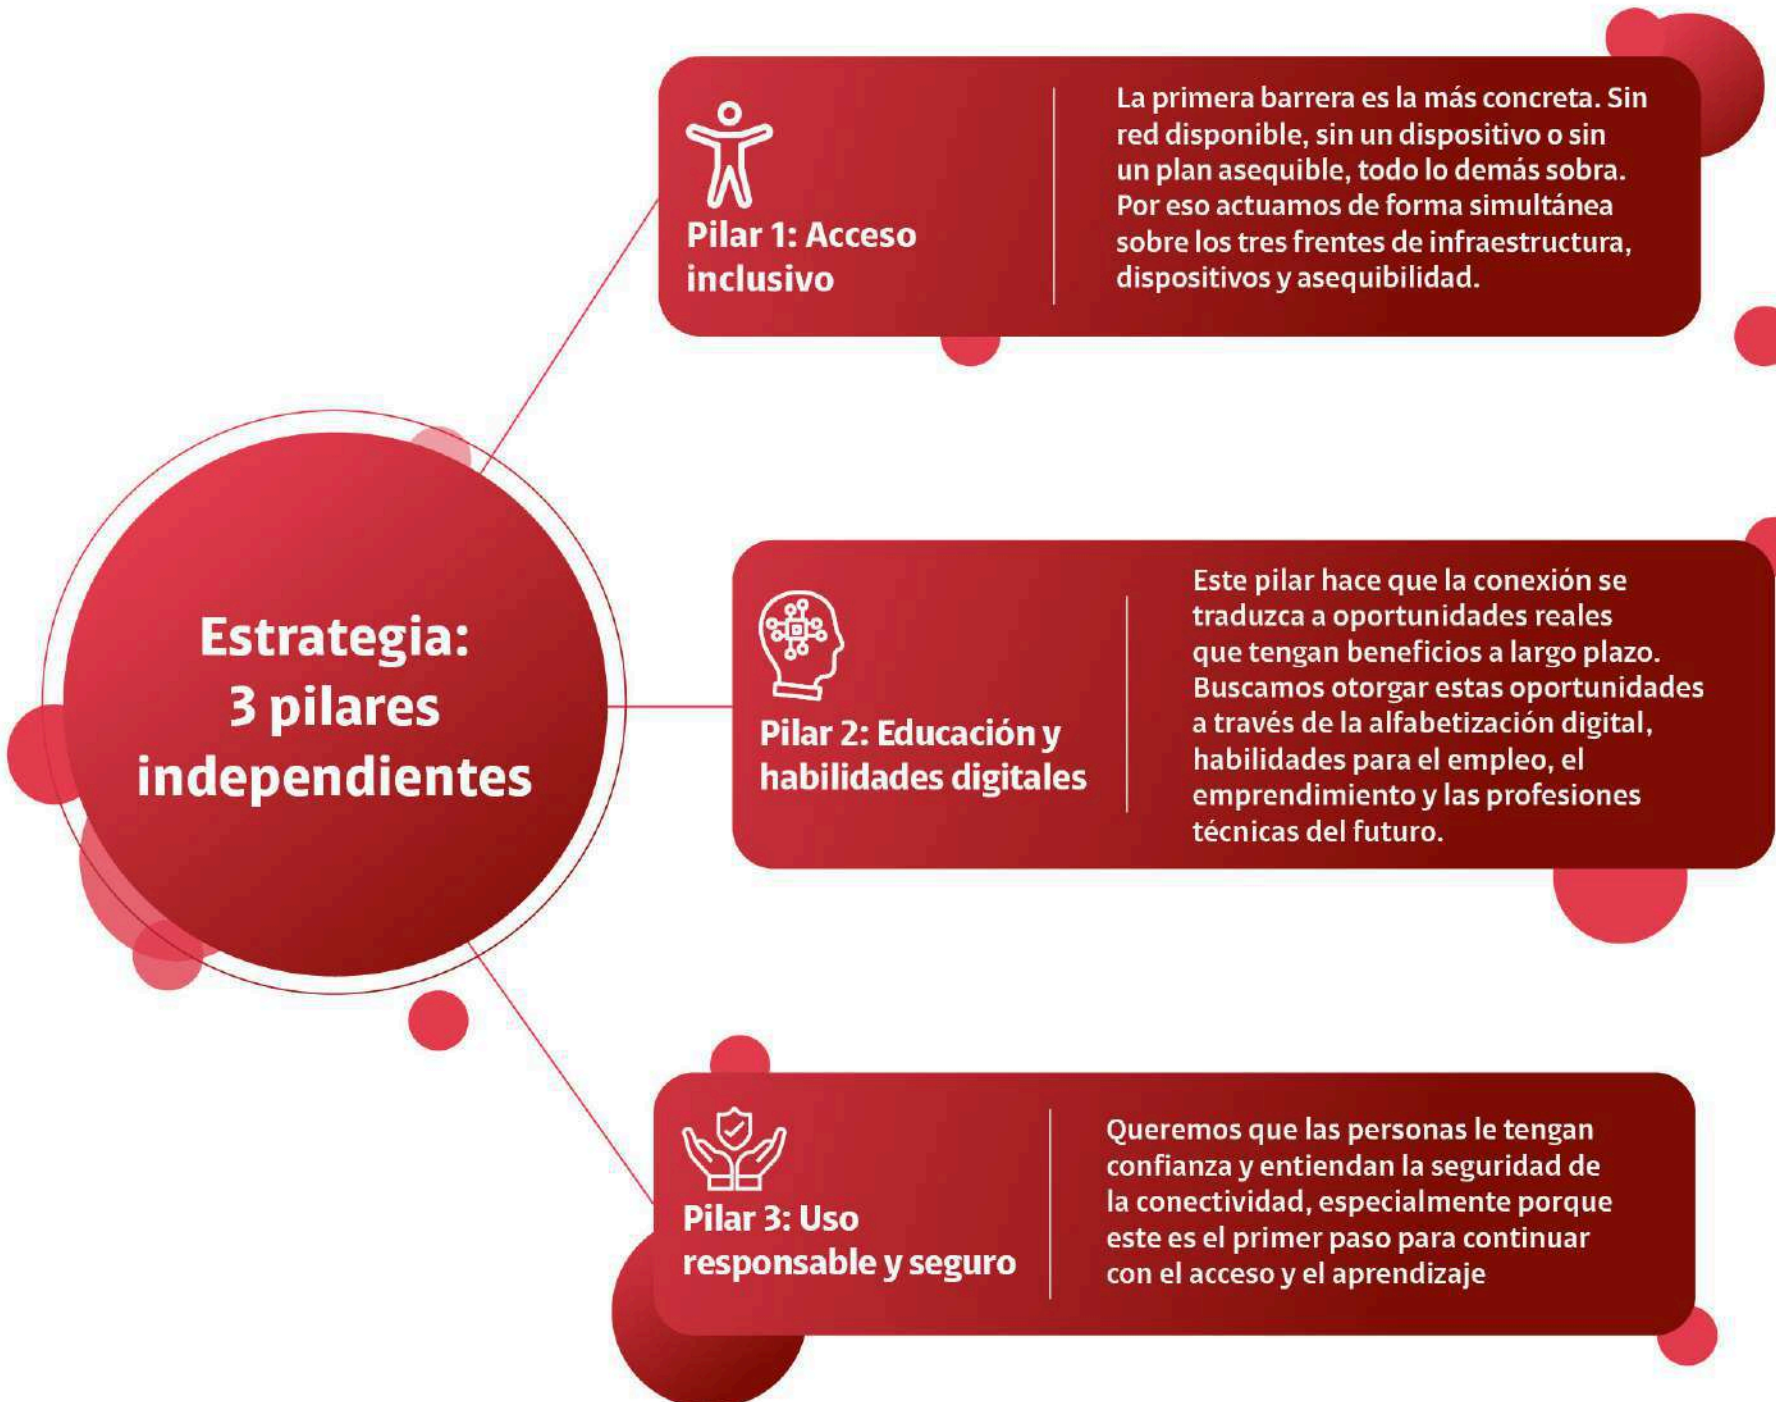 Estrategia:
3 pilares
independientes
Pilar 1: Acceso
inclusivo
La primera barrera es la más concreta. Sin
red disponible, sin un dispositivo o sin
un plan asequible, todo lo demás sobra.
Por eso actuamos de forma simultánea
sobre los tres frentes de infraestructura,
dispositivos y asequibilidad.
Pilar 2: Educación y
habilidades digitales
Este pilar hace que la conexión se
traduzca a oportunidades reales
que tengan beneficios a largo plazo.
Buscamos otorgar estas oportunidades
a través de la alfabetización digital,
habilidades para el empleo, el
emprendimiento y las profesiones
técnicas del futuro.
Pilar 3: Uso
responsable y seguro
Queremos que las personas le tengan
confianza y entiendan la seguridad de
la conectividad, especialmente porque
este es el primer paso para continuar
con el acceso y el aprendizaje